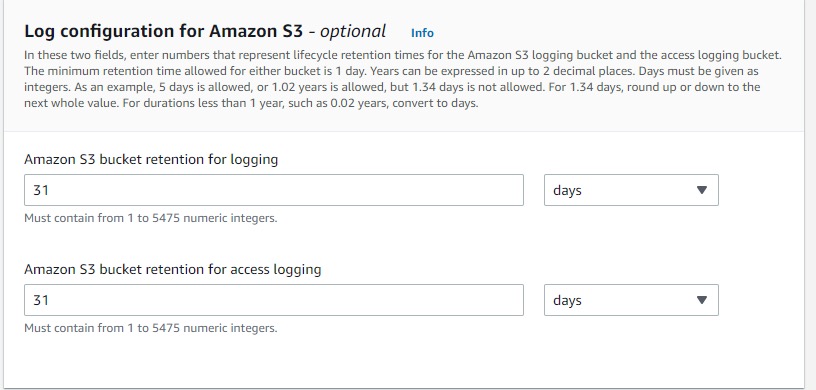 Log configuration for Amazon S3 - optional Info
In these two fields, enter numbers that represent lifecycle retention times for the Amazon S3 logging bucket and the access logging bucket.
The minimum retention time allowed for either bucket is 1 day. Years can be expressed in up to 2 decimal places. Days must be given as
integers. As an example, 5 days is allowed, or 1.02 years is allowed, but 1.34 days is not allowed. For 1.34 days, round up or down to the
next whole value. For durations less than 1 year, such as 0.02 years, convert to days.
Amazon S3 bucket retention for logging
31 days
Must contain from 1 to 5475 numeric integers.
Amazon S3 bucket retention for access logging
31 days
Must contain from 1 to 5475 numeric integers.